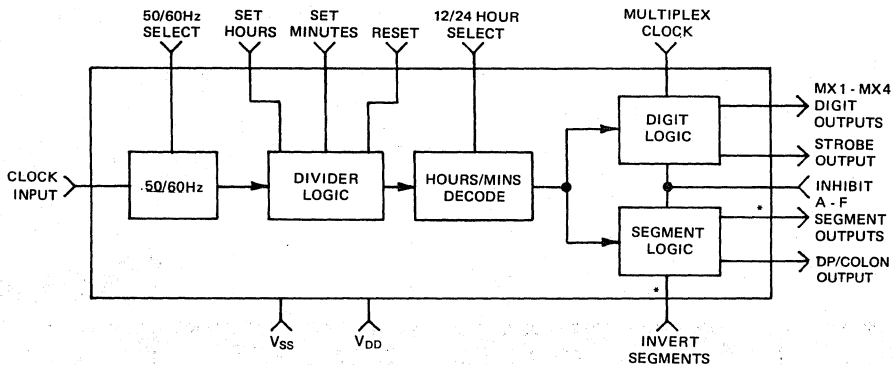 50/60Hz
SELECT
SET
HOURS
SET
MINUTES
RESET
12/24 HOUR
SELECT
MULTIPLEX
CLOCK
MX1 - MX4
DIGIT
OUTPUTS
DIGIT
LOGIC
STROBE
OUTPUT
CLOCK
INPUT
50/60Hz
DIVIDER
LOGIC
HOURS/MINS
DECODE
INHIBIT
A - F
SEGMENT
OUTPUTS
*
SEGMENT
LOGIC
DP/COLON
OUTPUT
*
VSS
VDD
INVERT
SEGMENTS